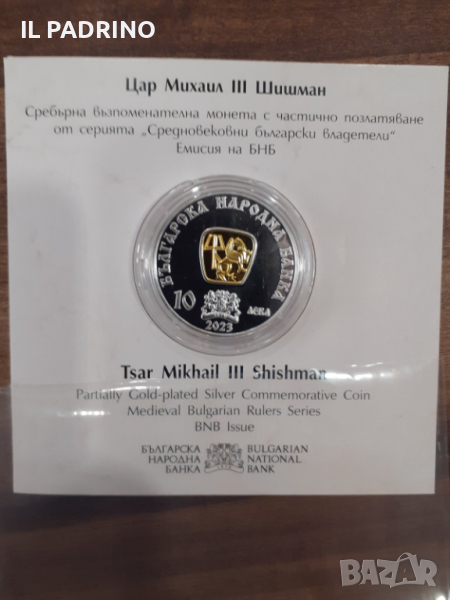 IL PADRINO
Цар Михаил III Шишман
Сребърна възпоменателна монета с частично позлатяване
от серията „Средновековни български владетели“
Емисия на БНБ
БЪЛГАРСКА НАРОДНА БАНКА
10 ЛЕВА
2023
Tsar Mikhail III Shishman
Partially Gold-plated Silver Commemorative Coin
Medieval Bulgarian Rulers Series
BNB Issue
БЪЛГАРСКА
НАРОДНА
БАНКА
BULGARIAN
NATIONAL
BANK
BAZAR